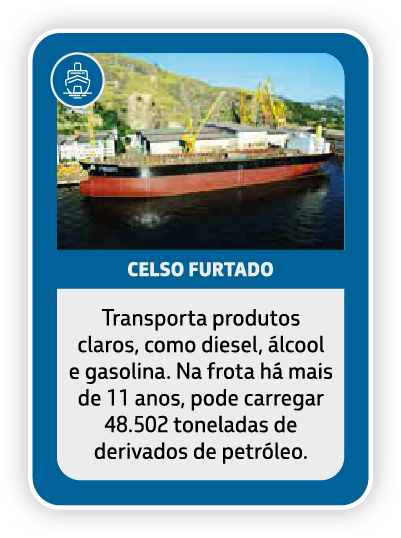 CELSO FURTADO
Transporta produtos
claros, como diesel, álcool
e gasolina. Na frota há mais
de 11 anos, pode carregar
48.502 toneladas de
derivados de petróleo.